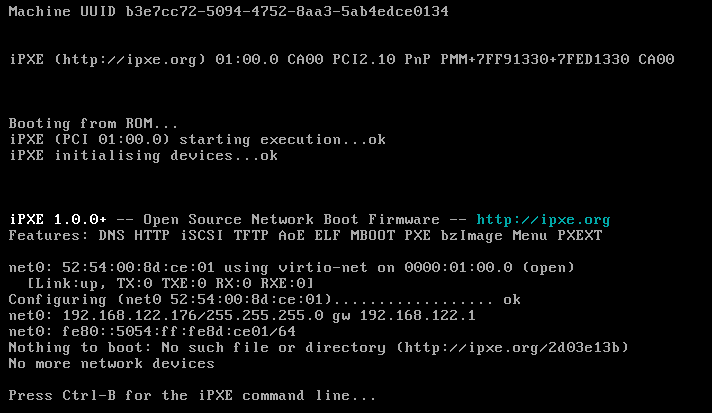 Machine UUID b3e7cc72-5094-4752-8aa3-5ab4edce0134
iPXE (http://ipxe.org) 01:00.0 CA00 PCI2.10 PnP PMM+7FF91330+7FED1330 CA00
Booting from ROM...
iPXE (PCI 01:00.0) starting execution...ok
iPXE initialising devices...ok
iPXE 1.0.0+ -- Open Source Network Boot Firmware -- http://ipxe.org
Features: DNS HTTP iSCSI TFTP AoE ELF MBOOT PXE bzImage Menu PXEXT
net0: 52:54:00:8d:ce:01 using virtio-net on 0000:01:00.0 (open)
[Link:up, TX:0 TXE:0 RX:0 RXE:0]
Configuring (net0 52:54:00:8d:ce:01).................. ok
net0: 192.168.122.176/255.255.255.0 gw 192.168.122.1
net0: fe80::5054:ff:fe8d:ce01/64
Nothing to boot: No such file or directory (http://ipxe.org/2d03e13b)
No more network devices
Press Ctrl-B for the iPXE command line...